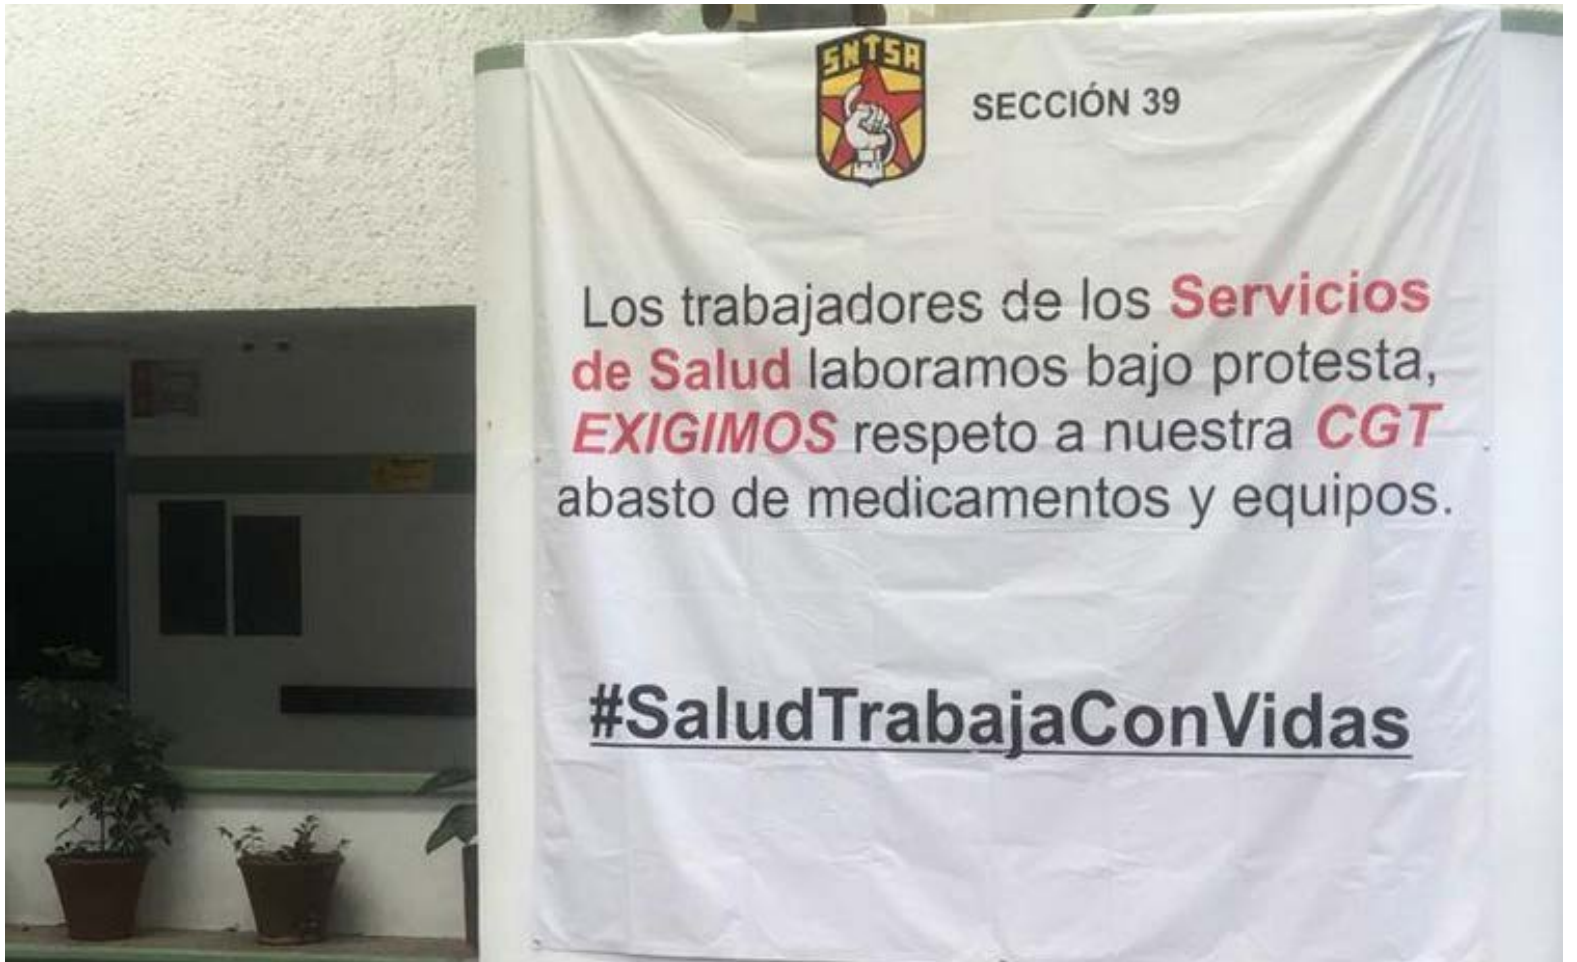 SNTSA
SECCIÓN 39
Los trabajadores de los Servicios
de Salud laboramos bajo protesta,
EXIGIMOS respeto a nuestra CGT
abasto de medicamentos y equipos.
#SaludTrabajaConVidas